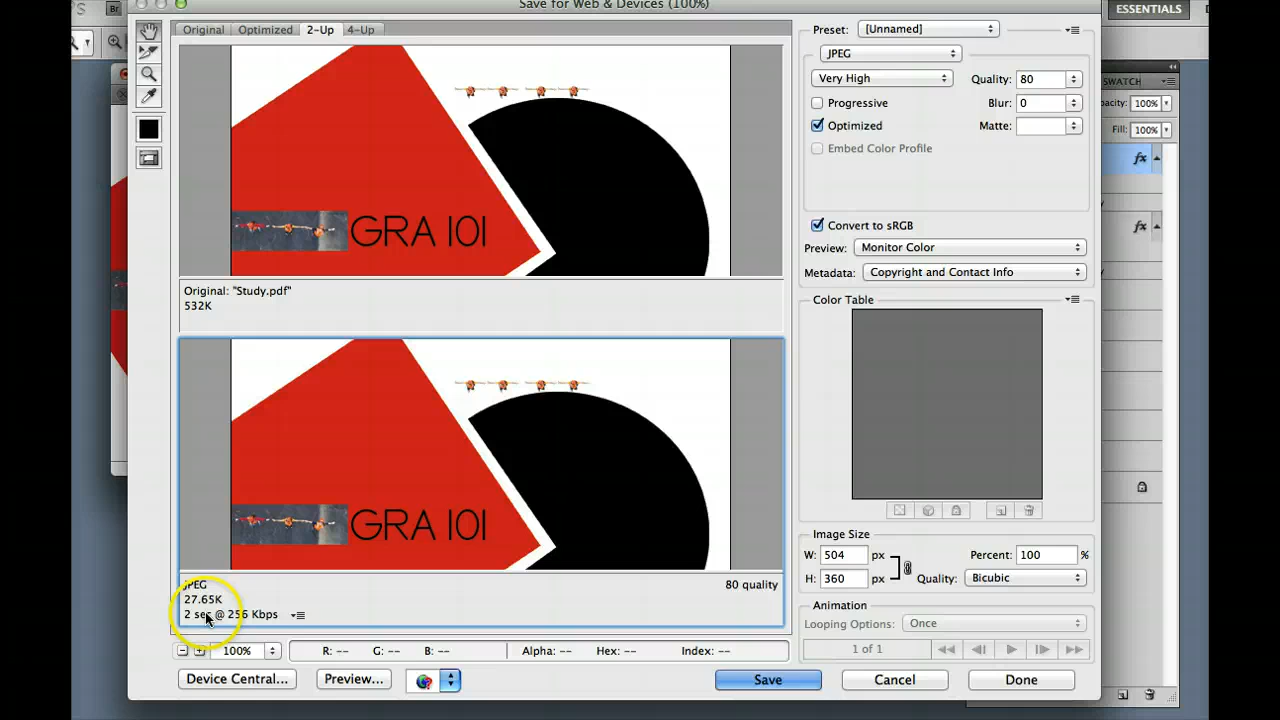 Save for Web & Devices (100%)
Br
ESSENTIALS
Original
Optimized
2-Up
4-Up
GRA 101
Original: "Study.pdf"
532K
GRA 101
JPEG
80 quality
27.65K
2 sec @ 256 Kbps
100%
R: --
G: --
B: --
Alpha: --
Hex: --
Index: --
Device Central...
Preview...
Save
Cancel
Done
Preset: [Unnamed]
JPEG
Very High
Quality: 80
Progressive
Blur: 0
Optimized
Matte:
Embed Color Profile
Convert to sRGB
Preview: Monitor Color
Metadata: Copyright and Contact Info
Color Table
Image Size
W: 504 px
Percent: 100 %
H: 360 px
Quality: Bicubic
Animation
Looping Options: Once
1 of 1
SWATCH
100%
Fill: 100%
fx
fx